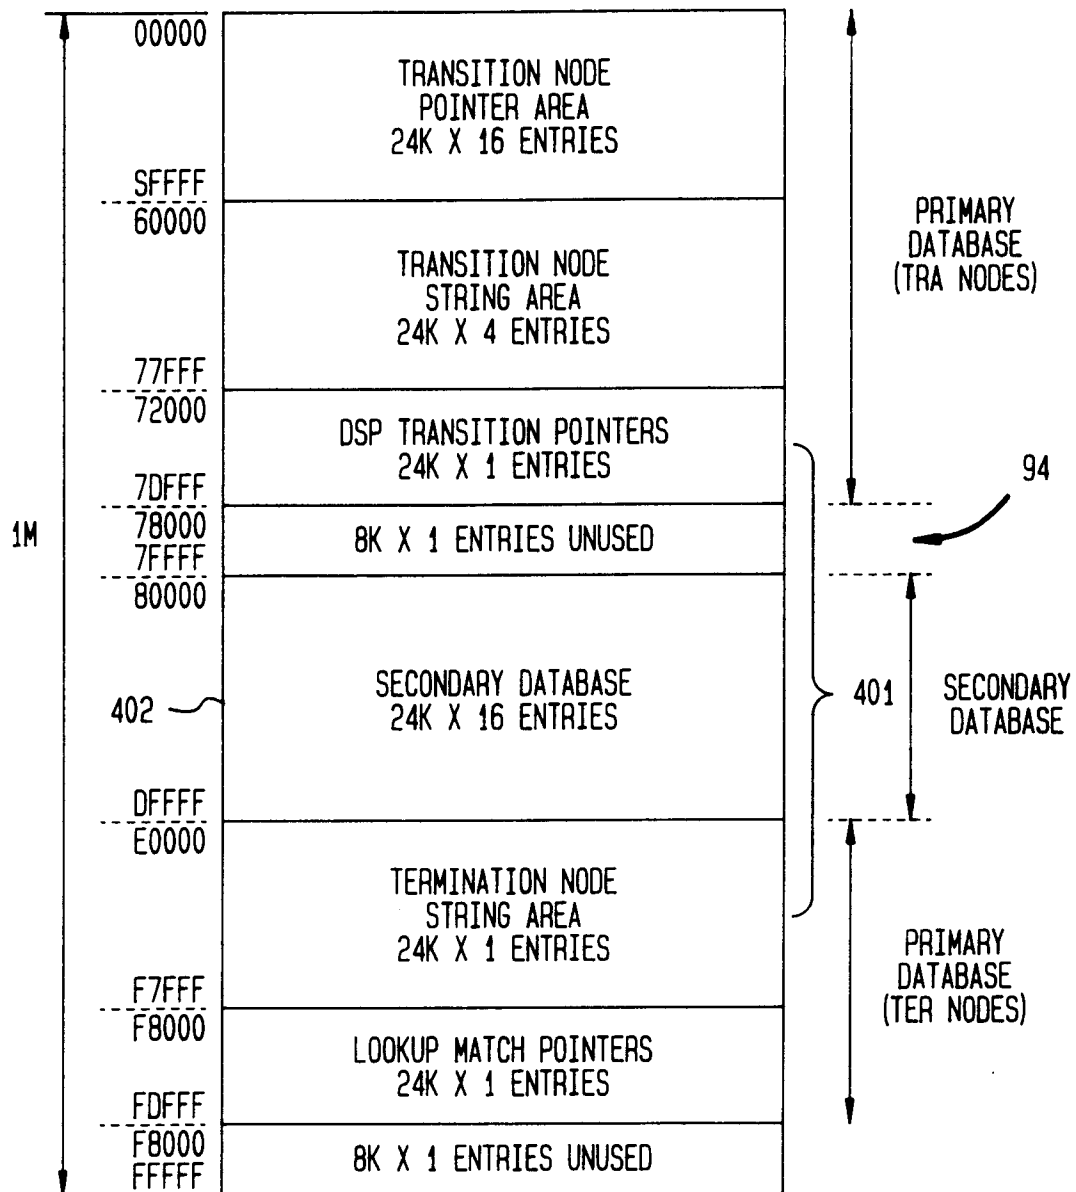 00000
TRANSITION NODE
POINTER AREA
24K X 16 ENTRIES
SFFFF
60000
PRIMARY
DATABASE
(TRA NODES)
TRANSITION NODE
STRING AREA
24K X 4 ENTRIES
77FFF
72000
DSP TRANSITION POINTERS
24K X 1 ENTRIES
7DFFF
94
1M
78000
7FFFF
8K X 1 ENTRIES UNUSED
80000
402
SECONDARY DATABASE
24K X 16 ENTRIES
401
SECONDARY
DATABASE
DFFFF
E0000
TERMINATION NODE
STRING AREA
24K X 1 ENTRIES
F7FFF
PRIMARY
DATABASE
(TER NODES)
F8000
LOOKUP MATCH POINTERS
24K X 1 ENTRIES
FDFFF
F8000
FFFFF
8K X 1 ENTRIES UNUSED